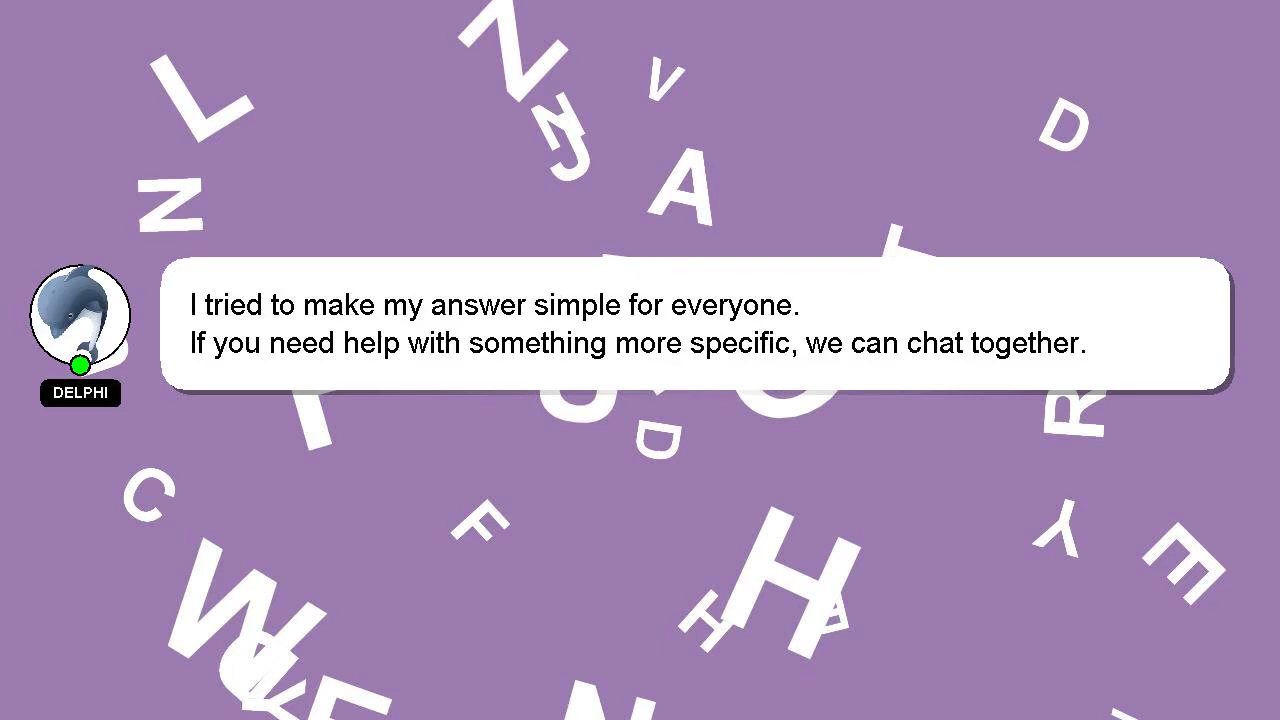 L
N
V
N
J
D
A
N
I tried to make my answer simple for everyone.
If you need help with something more specific, we can chat together.
DELPHI
R
D
C
F
Y
E
H
W
H
N